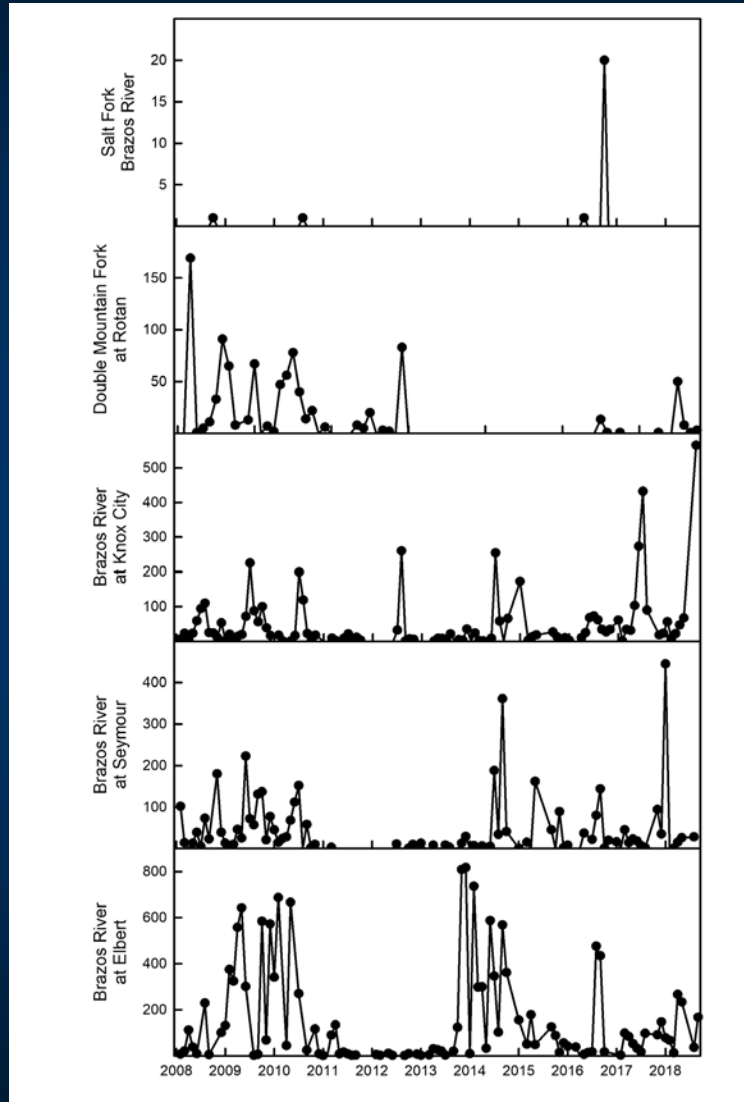 Salt Fork
Brazos River
20
15
10
5
Double Mountain Fork
at Rotan
150
100
50
Brazos River
at Knox City
500
400
300
200
100
Brazos River
at Seymour
400
300
200
100
Brazos River
at Elbert
800
600
400
200
2008 2009 2010 2011 2012 2013 2014 2015 2016 2017 2018